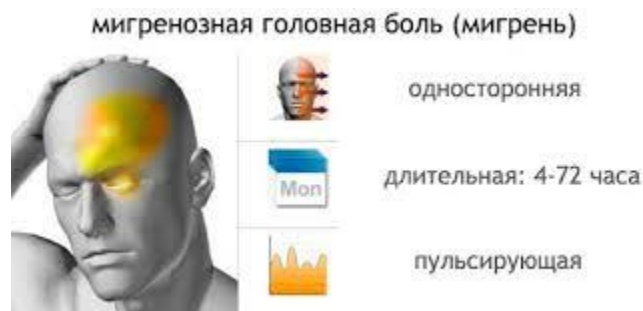 мигренозная головная боль (мигрень)
односторонняя
Mon
длительная: 4-72 часа
пульсирующая